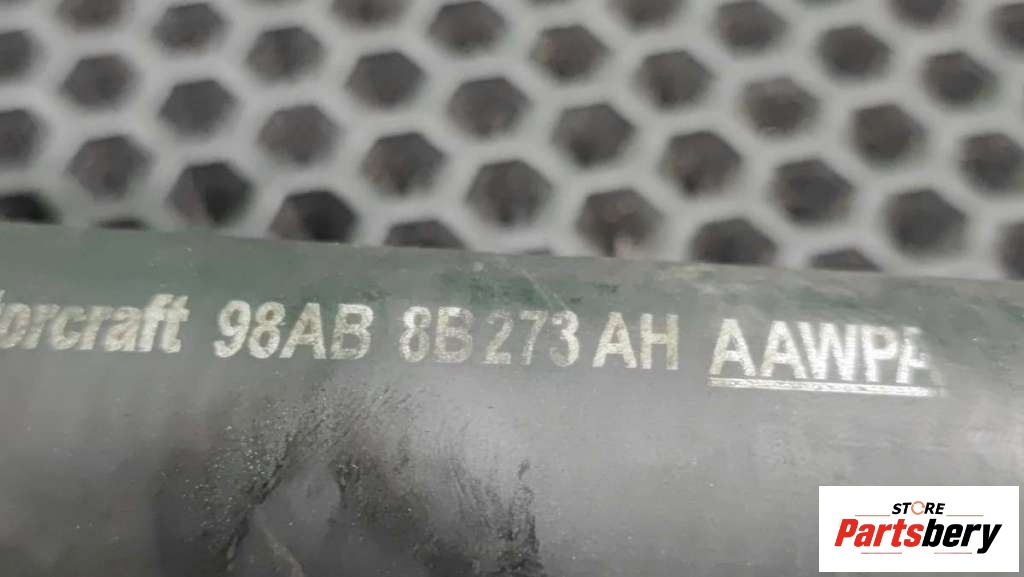 orcraft 98AB 8B273 AH AAWPA
STORE
Partsbery